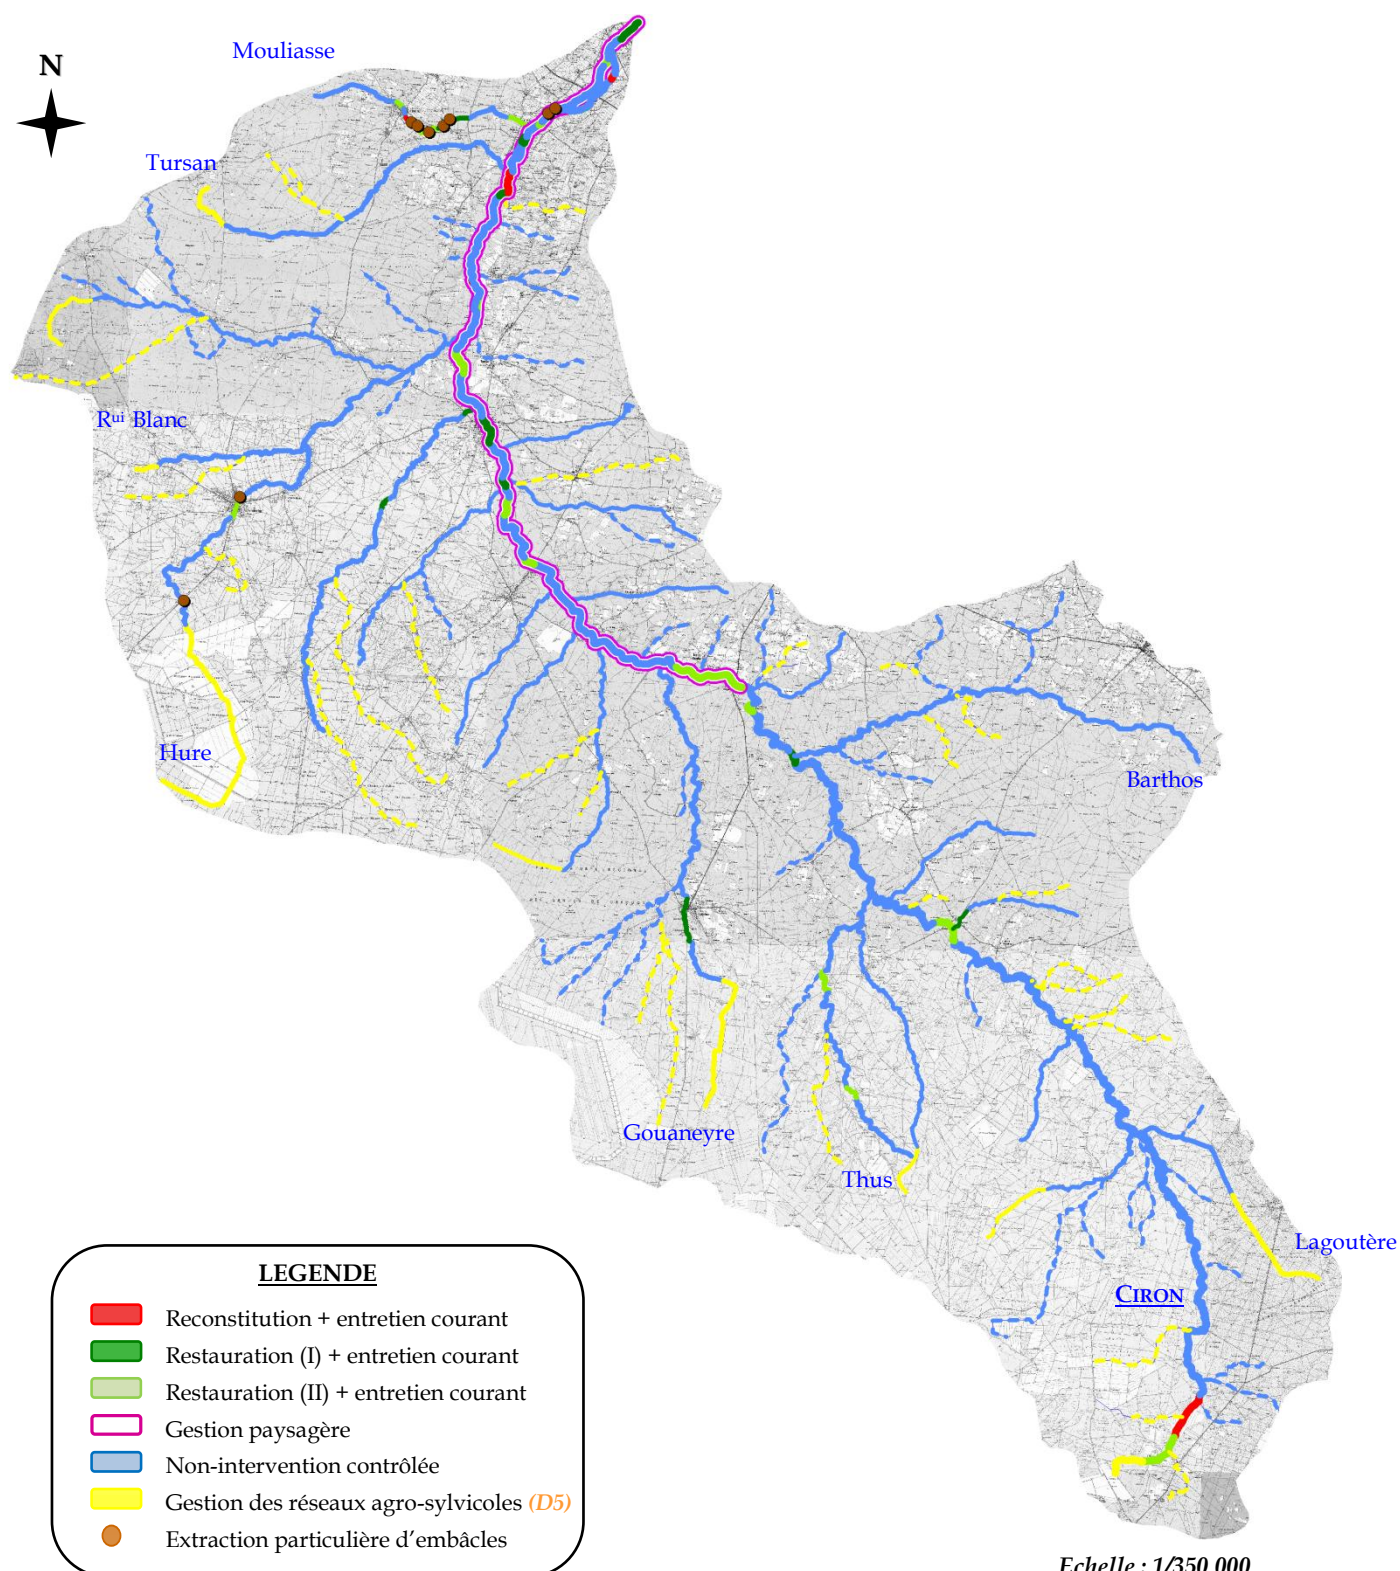 Mouliasse
N
Tursan
Rui Blanc
Hure
Barthos
Gouaneyre
Thus
Lagoutère
CIRON
LEGENDE
Reconstitution + entretien courant
Restauration (I) + entretien courant
Restauration (II) + entretien courant
Gestion paysagère
Non-intervention contrôlée
Gestion des réseaux agro-sylvicoles (D5)
Extraction particulière d'embâcles
Echelle : 1/350 000